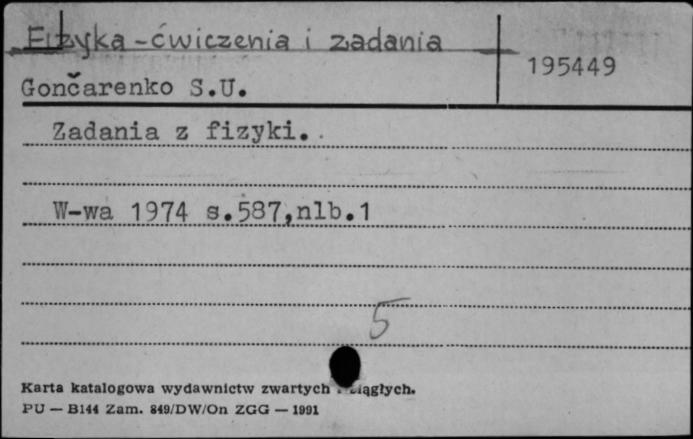 Fizyka - ćwiczenia i zadania
195449
Gončarenko S.U.
Zadania z fizyki.
W-wa 1974 s.587,nlb.1
5
Karta katalogowa wydawnictw zwartych i ciągłych.
PU — B144 Zam. 849/DW/On ZGG — 1991